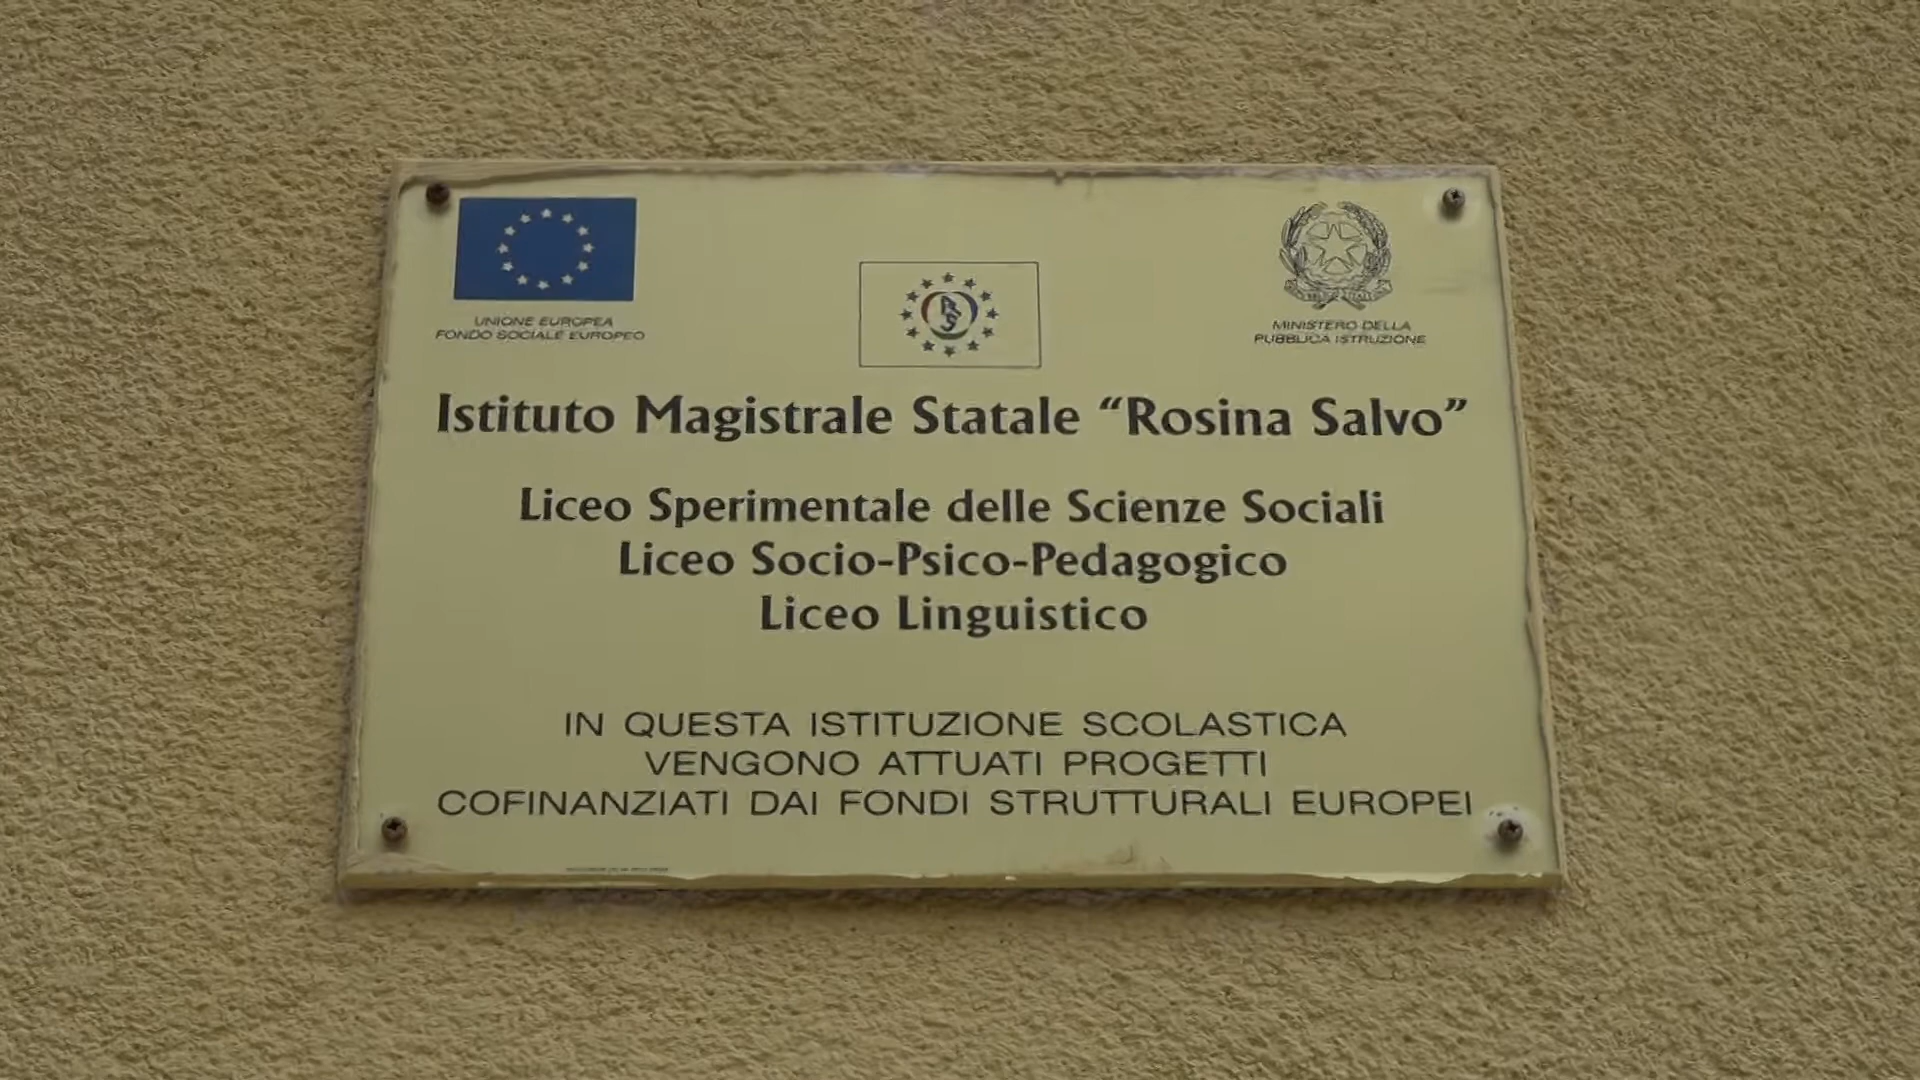 UNIONE EUROPEA
FONDO SOCIALE EUROPEO
MINISTERO DELLA
PUBBLICA ISTRUZIONE
Istituto Magistrale Statale “Rosina Salvo”
Liceo Sperimentale delle Scienze Sociali
Liceo Socio-Psico-Pedagogico
Liceo Linguistico
IN QUESTA ISTITUZIONE SCOLASTICA
VENGONO ATTUATI PROGETTI
COFINANZIATI DAI FONDI STRUTTURALI EUROPEI